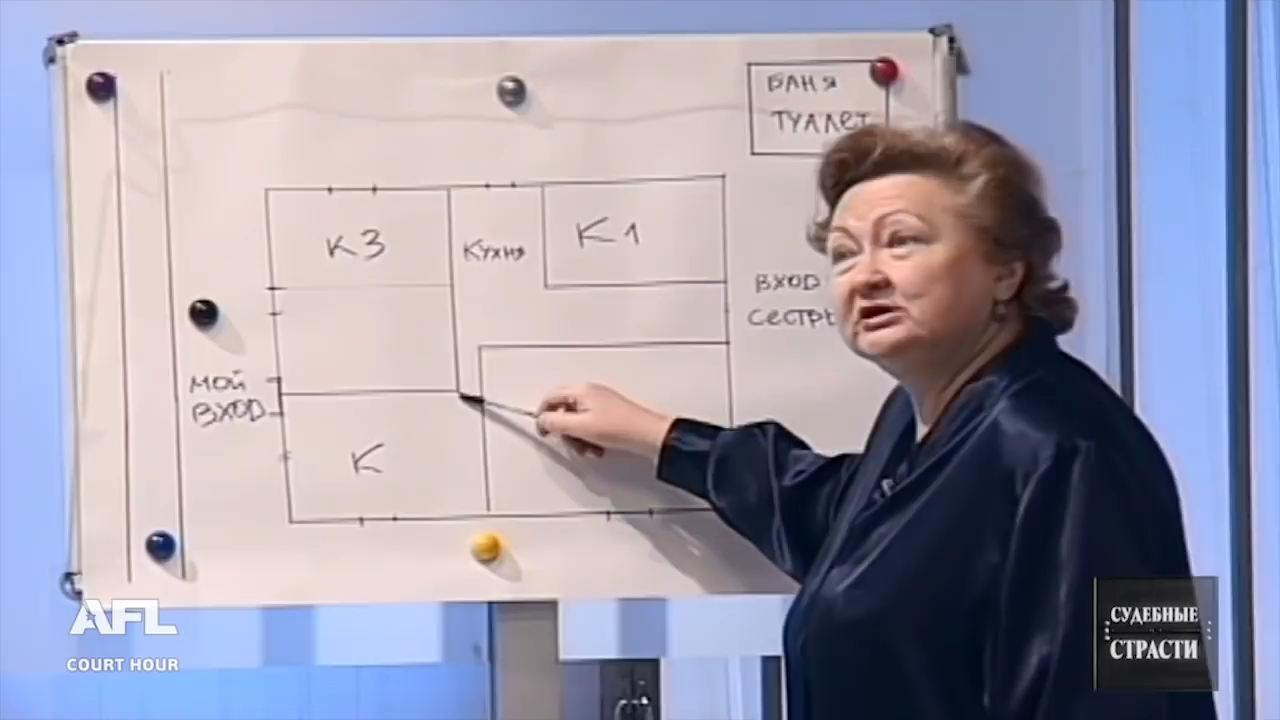 БАНЯ
ТУАЛЕТ
К3
КУХНЯ
К1
ВХОД
СЕСТРЫ
МОЙ
ВХОД
К
AFL
COURT HOUR
СУДЕБНЫЕ
СТРАСТИ